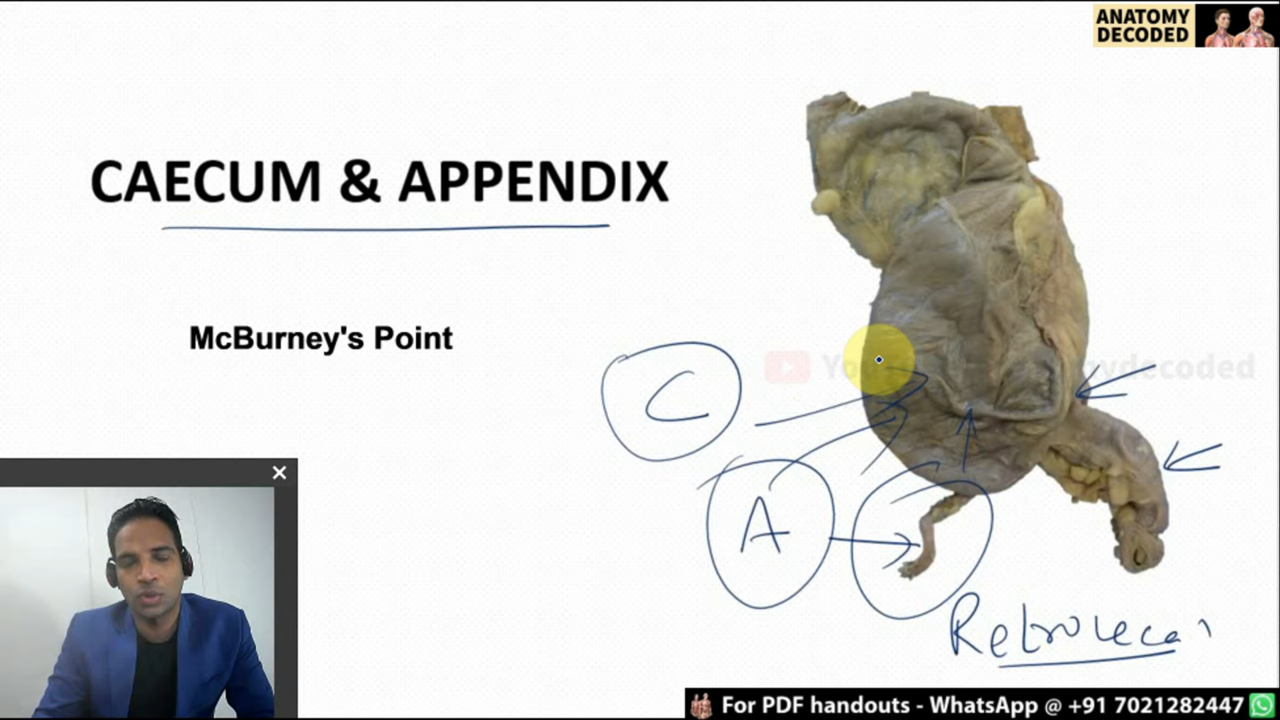 ANATOMY
DECODED
CAECUM & APPENDIX
McBurney's Point
C
A
For PDF handouts - WhatsApp @ +91 7021282447